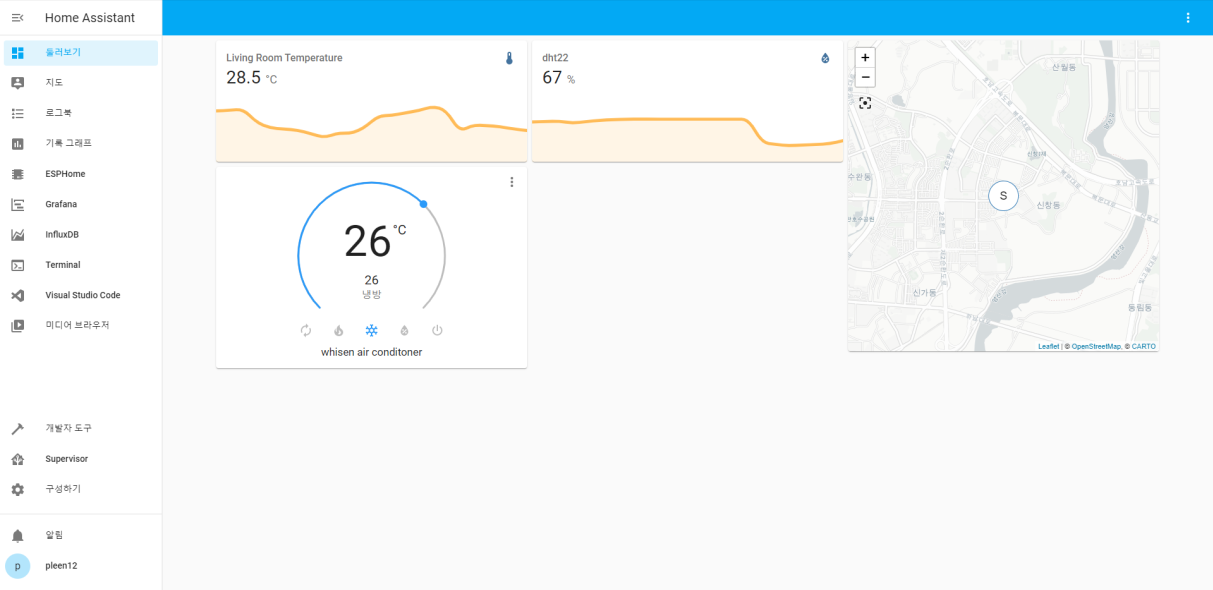 Home Assistant
둘러보기
지도
로그북
기록 그래프
ESPHome
Grafana
InfluxDB
Terminal
Visual Studio Code
미디어 브라우저
개발자 도구
Supervisor
구성하기
알림
p
pleen12
Living Room Temperature
28.5 °C
dht22
67 %
26 °C
26
냉방
whisen air conditoner
+
−
산월동
수완동
신창동
S
신가동
동림동
Leaflet | © OpenStreetMap, © CARTO